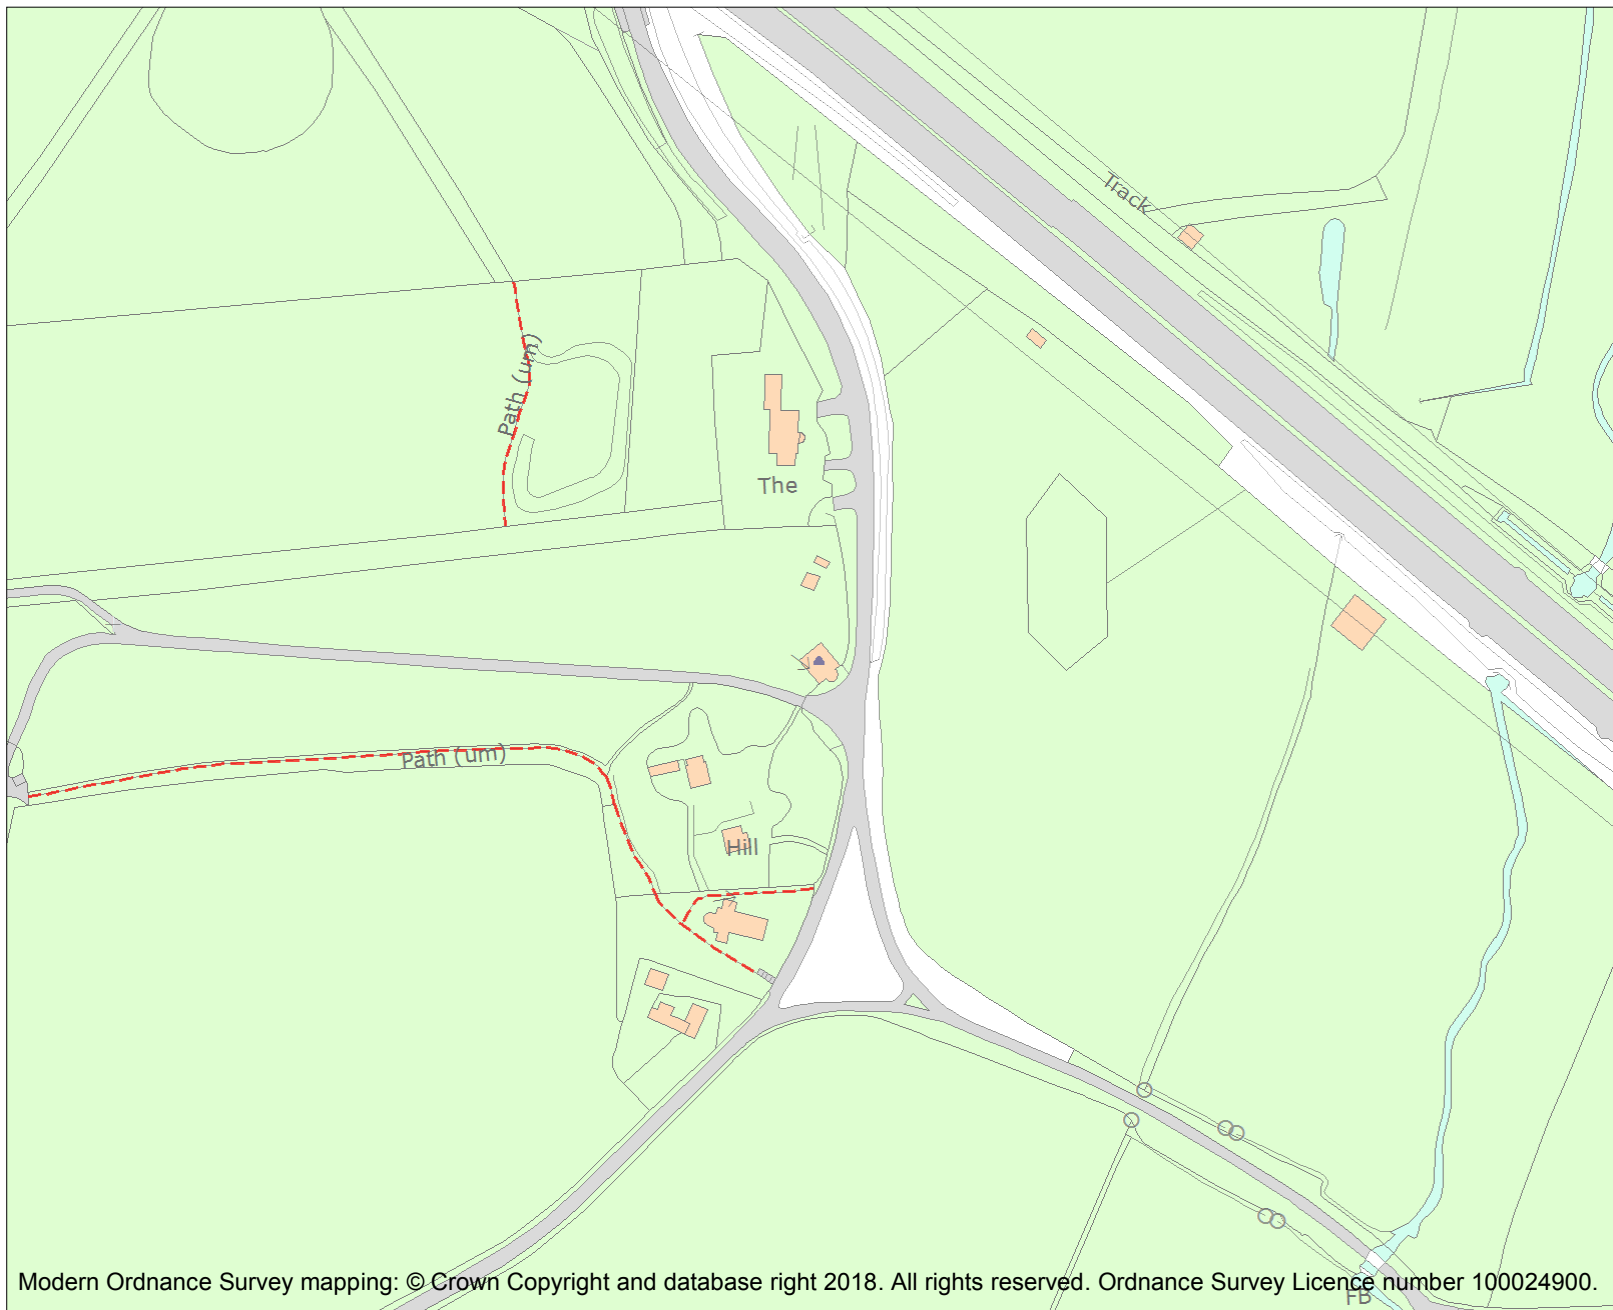 Track
Path (um)
The
Path (um)
Hill
Modern Ordnance Survey mapping: © Crown Copyright and database right 2018. All rights reserved. Ordnance Survey Licence number 100024900.
FB